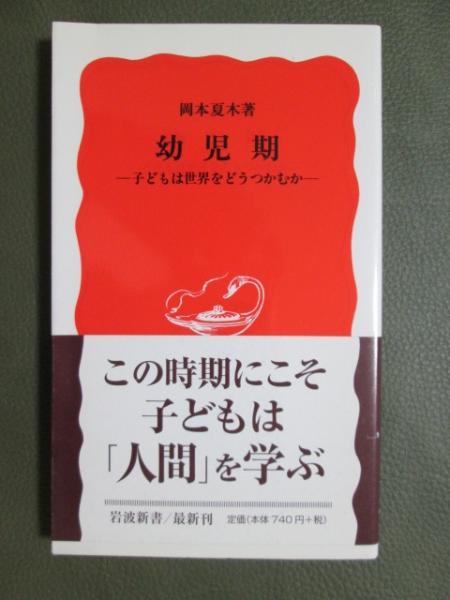 岡本夏木著
幼児期
—子どもは世界をどうつかむか—
この時期にこそ
子どもは
「人間」を学ぶ
岩波新書/最新刊 定価(本体740円+税)